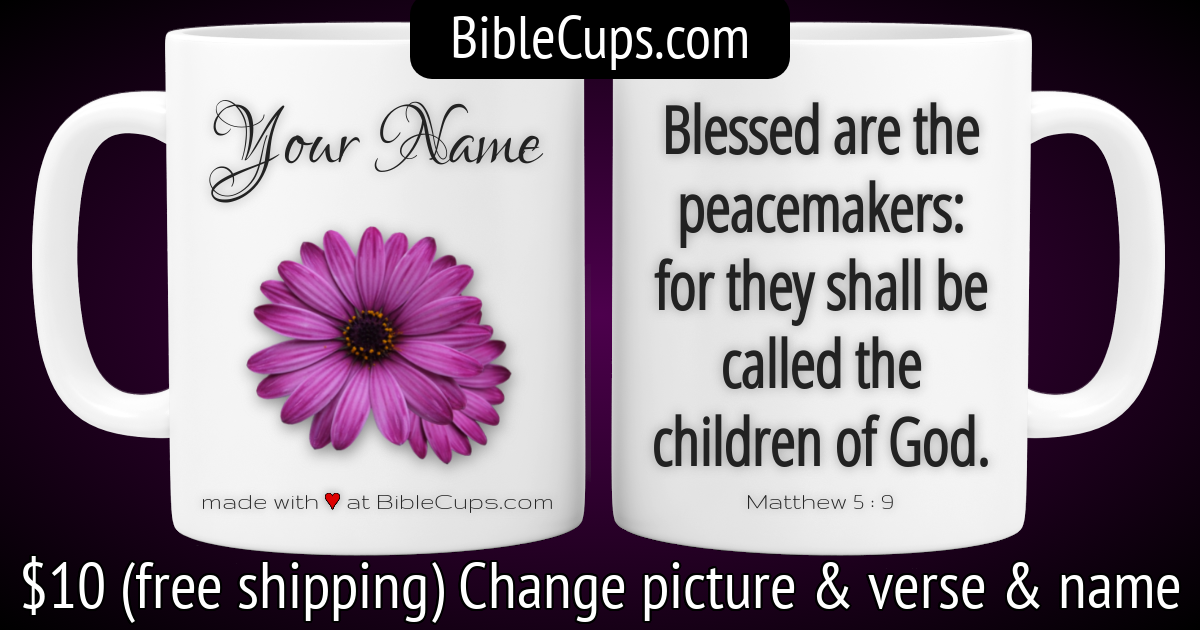 BibleCups.com
Your Name
made with ♥ at BibleCups.com
Blessed are the
peacemakers:
for they shall be
called the
children of God.
Matthew 5 : 9
$10 (free shipping) Change picture & verse & name